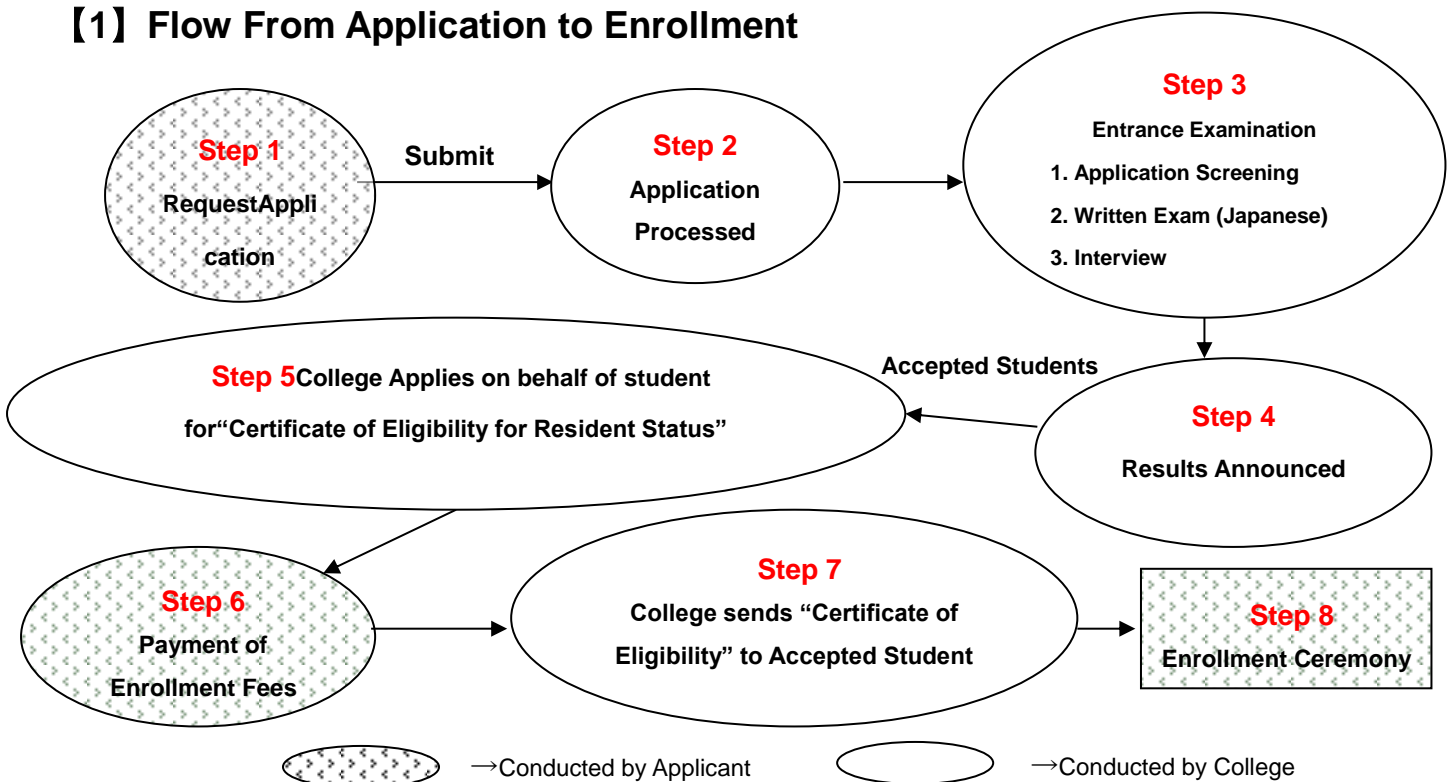 【1】 Flow From Application to Enrollment
Step 1
RequestAppli
cation
Submit
Step 2
Application
Processed
Step 3
Entrance Examination
1. Application Screening
2. Written Exam (Japanese)
3. Interview
Accepted Students
Step 4
Results Announced
Step 5College Applies on behalf of student
for“Certificate of Eligibility for Resident Status”
Step 6
Payment of
Enrollment Fees
Step 7
College sends “Certificate of
Eligibility” to Accepted Student
Step 8
Enrollment Ceremony
→Conducted by Applicant
→Conducted by College